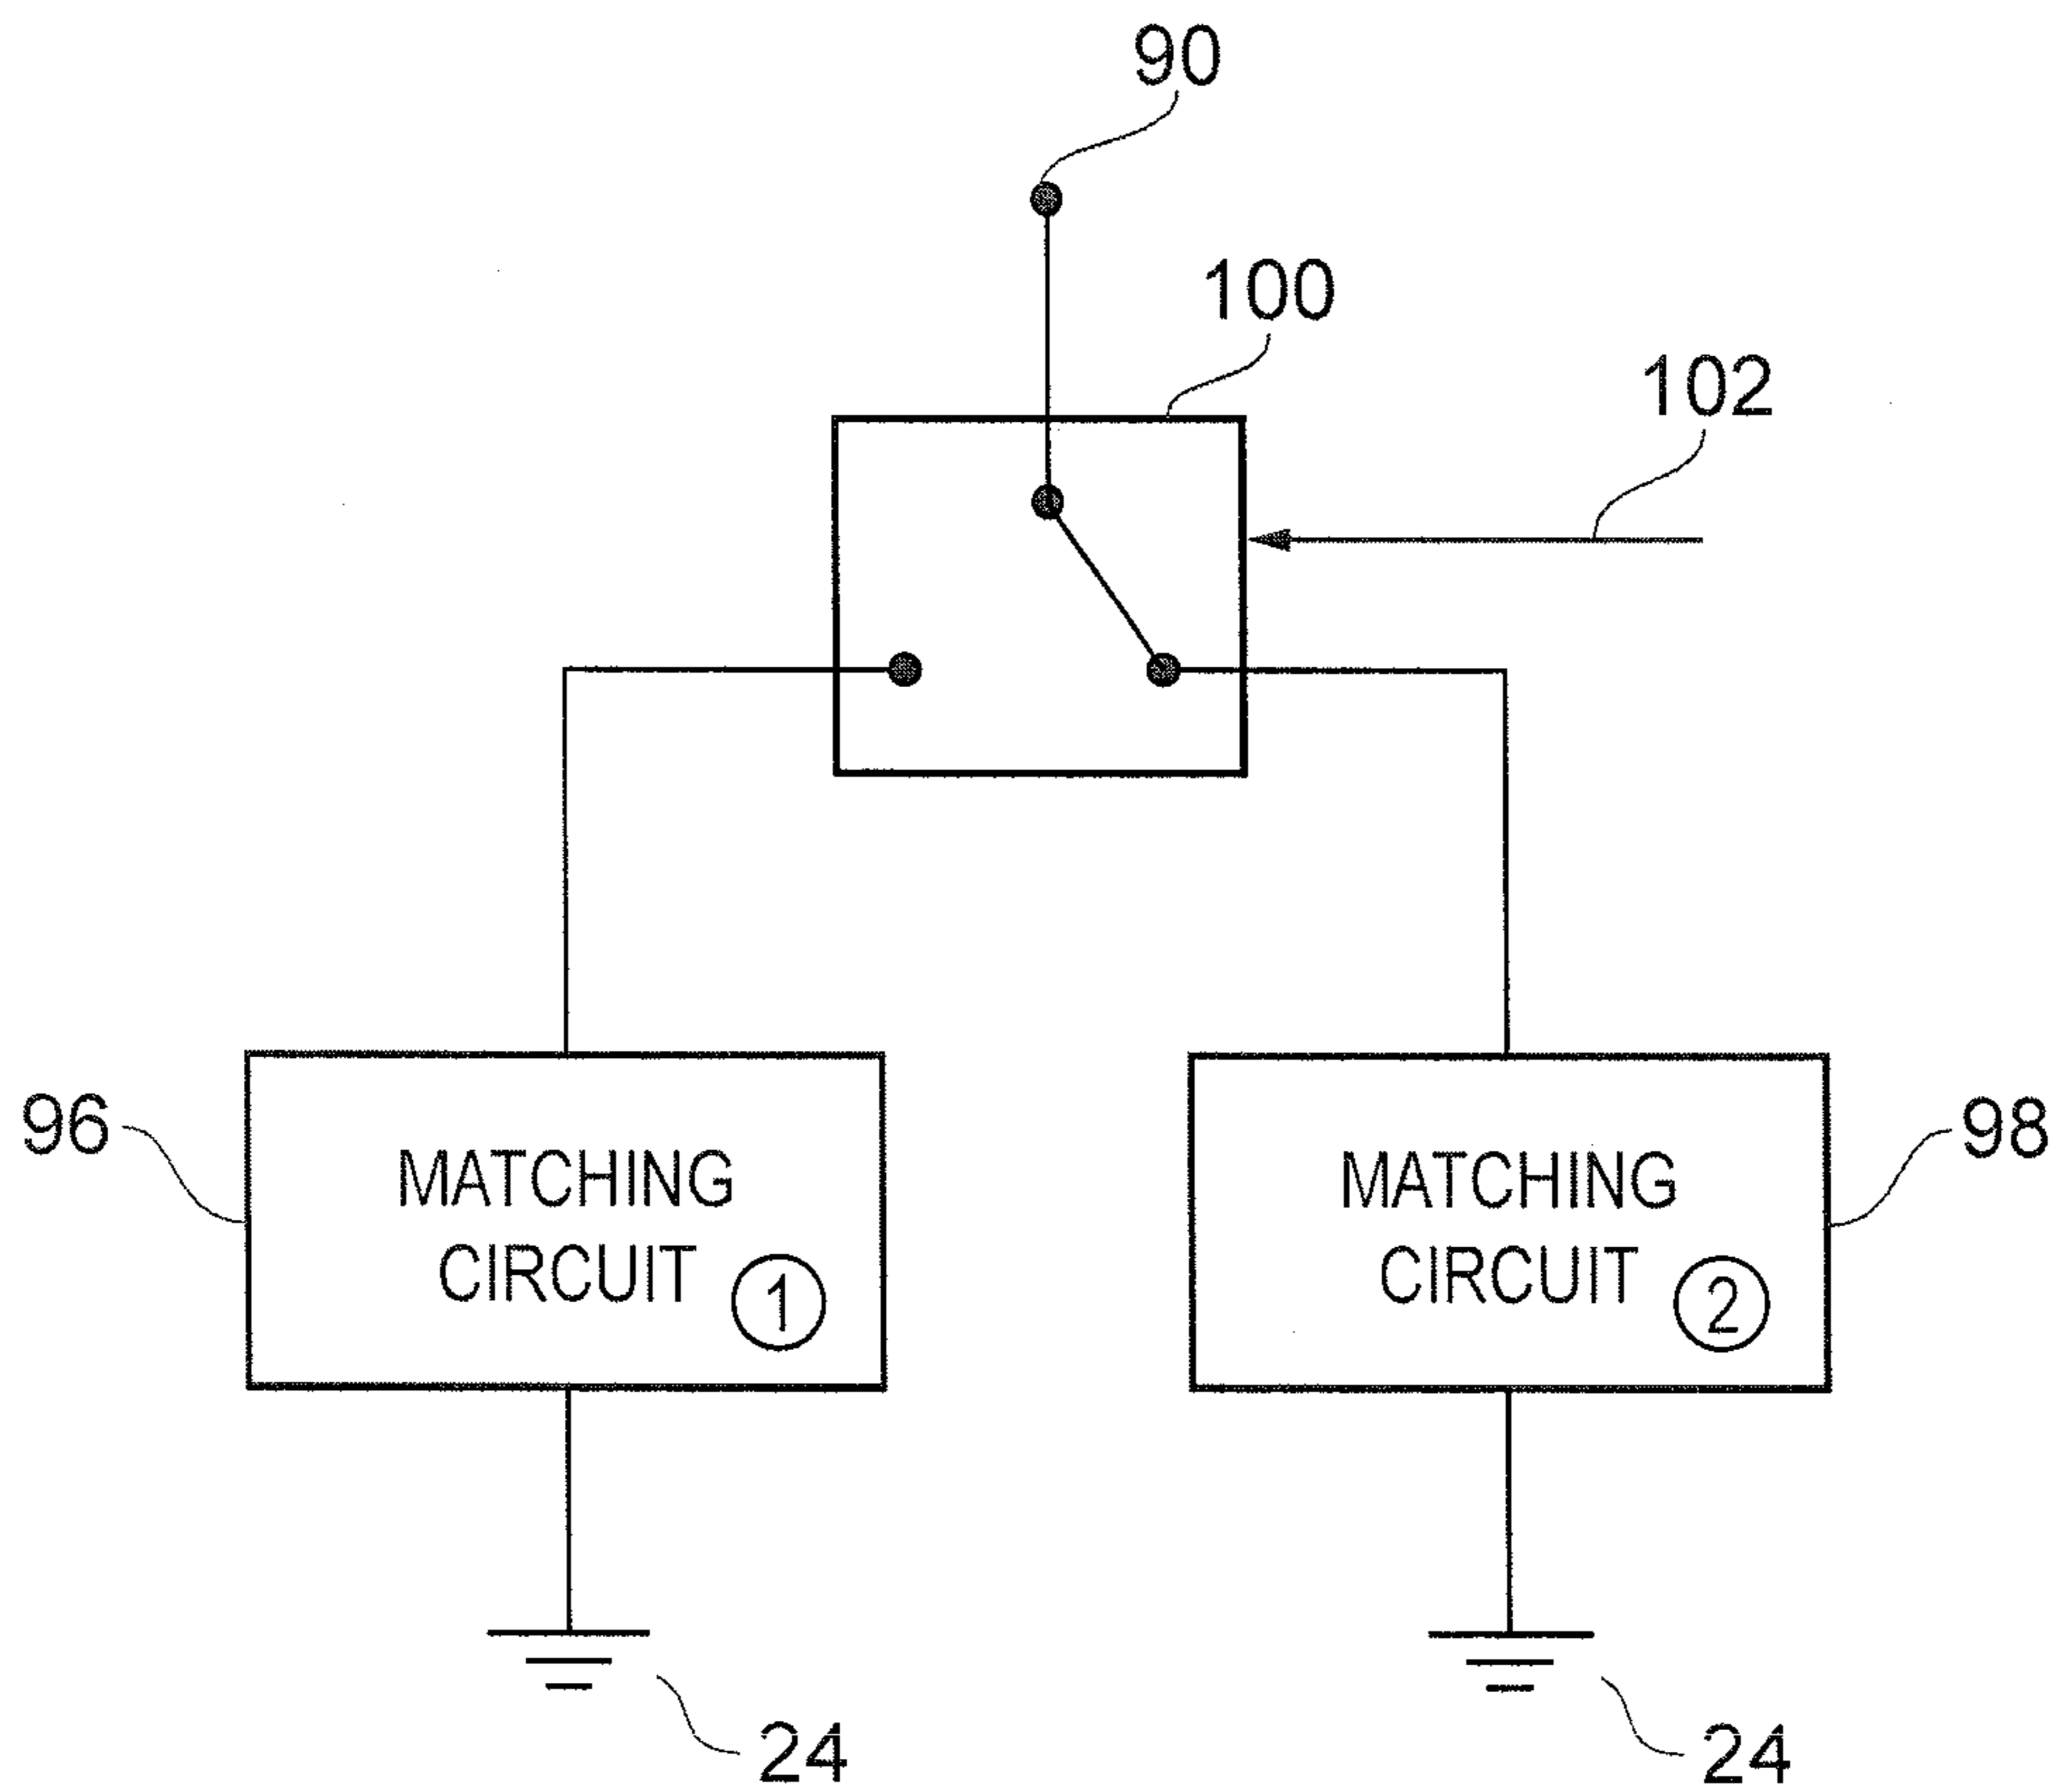 90
100
102
96
MATCHING
CIRCUIT ①
MATCHING
CIRCUIT ②
98
24
24